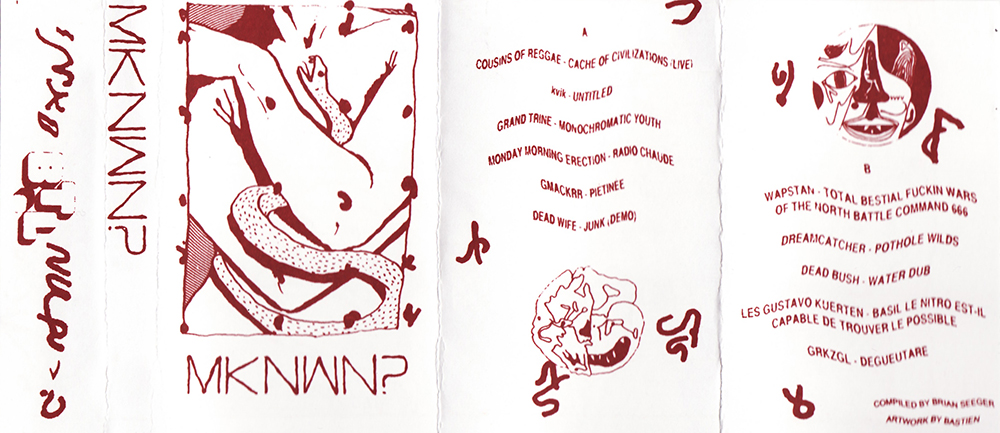 MKNWN?
MKNWN?
A
COUSINS OF REGGAE - CACHE OF CIVILIZATIONS (LIVE)
kvik - UNTITLED
GRAND TRINE - MONOCHROMATIC YOUTH
MONDAY MORNING ERECTION - RADIO CHAUDE
GMACKRR - PIETINEE
DEAD WIFE - JUNK (DEMO)
B
WAPSTAN - TOTAL BESTIAL FUCKIN WARS
OF THE NORTH BATTLE COMMAND 666
DREAMCATCHER - POTHOLE WILDS
DEAD BUSH - WATER DUB
LES GUSTAVO KUERTEN - BASIL LE NITRO EST-IL
CAPABLE DE TROUVER LE POSSIBLE
GRKZGL - DEGUEUTARE
COMPILED BY BRIAN SEEGER
ARTWORK BY BASTIEN